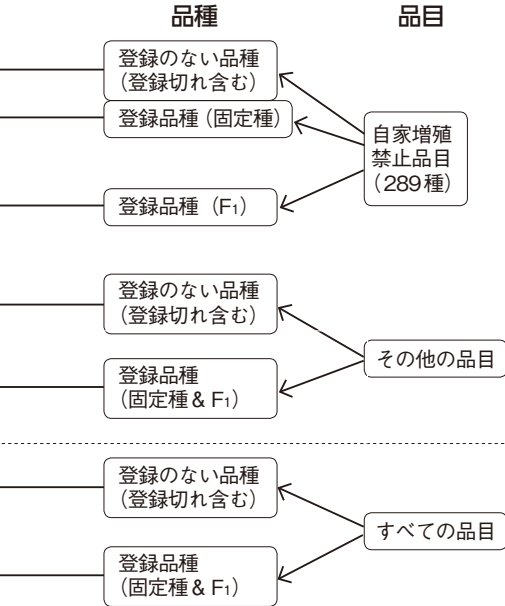 品種
品目
登録のない品種
（登録切れ含む）
登録品種（固定種）
登録品種（F₁）
自家増殖
禁止品目
（289種）
登録のない品種
（登録切れ含む）
登録品種
（固定種 & F₁）
その他の品目
登録のない品種
（登録切れ含む）
登録品種
（固定種 & F₁）
すべての品目